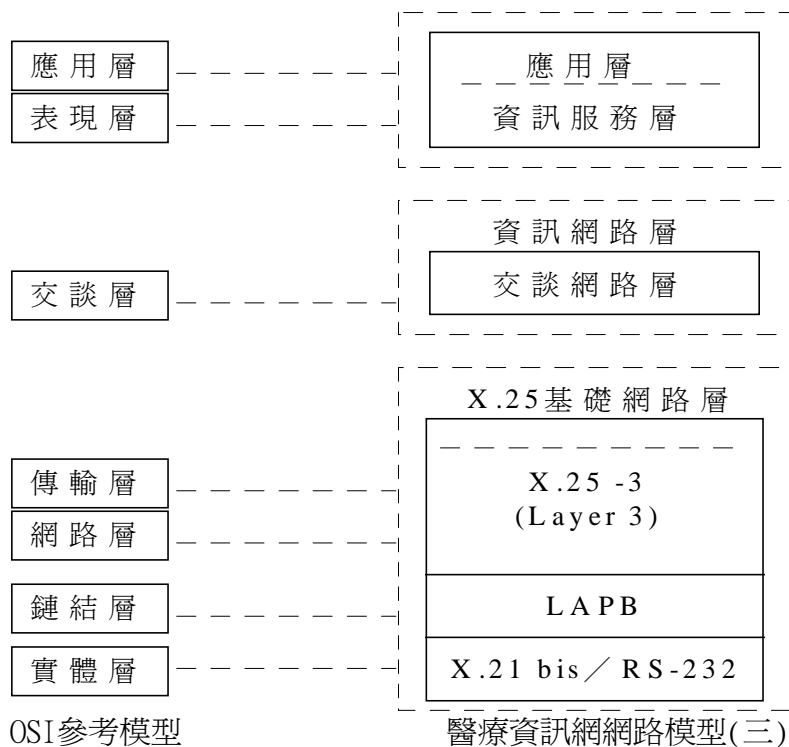 應用層
應用層
表現層
資訊服務層
資訊網路層
交談層
交談網路層
X.25基礎網路層
傳輸層
X.25 -3
(Layer 3)
網路層
鏈結層
LAPB
實體層
X.21 bis／RS-232
OSI參考模型
醫療資訊網網路模型(三)